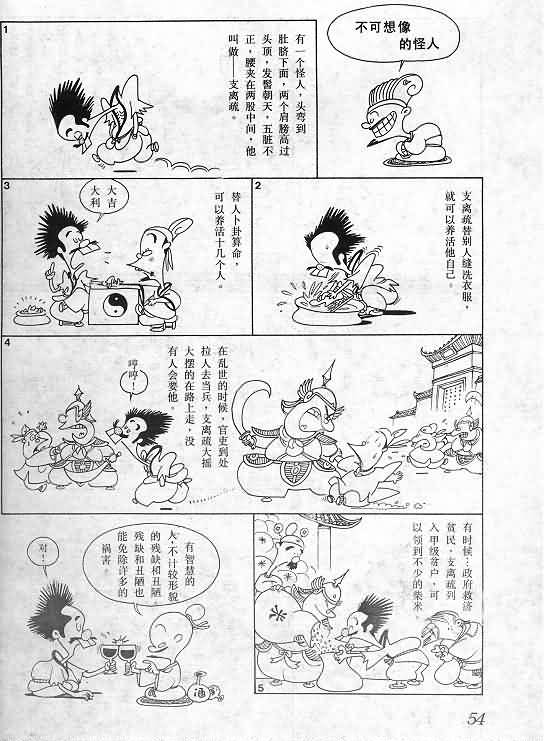 不可想像
的怪人
1
有一个怪人，头弯到
肚脐下面，两个肩膀高过
头顶，发髻朝天，五脏不
正，腰夹在两股中间，他
叫做——支离疏。
2
支离疏替别人缝洗衣服，
就可以养活他自己。
3
替人卜卦算命，
可以养活十几个人。
大吉
大利
4
在乱世的时候，官吏到处
拉人去当兵，支离疏大摇
大摆的在路上走，没
有人会要他。
哼哼！
5
有时候…政府救济
贫民，支离疏列
入甲级贫户，可
以领到不少的柴米。
有智慧的
人，不计较形貌
的残缺和丑陋。
残缺和丑陋也
能免除许多的
祸害。
对！
酒
54